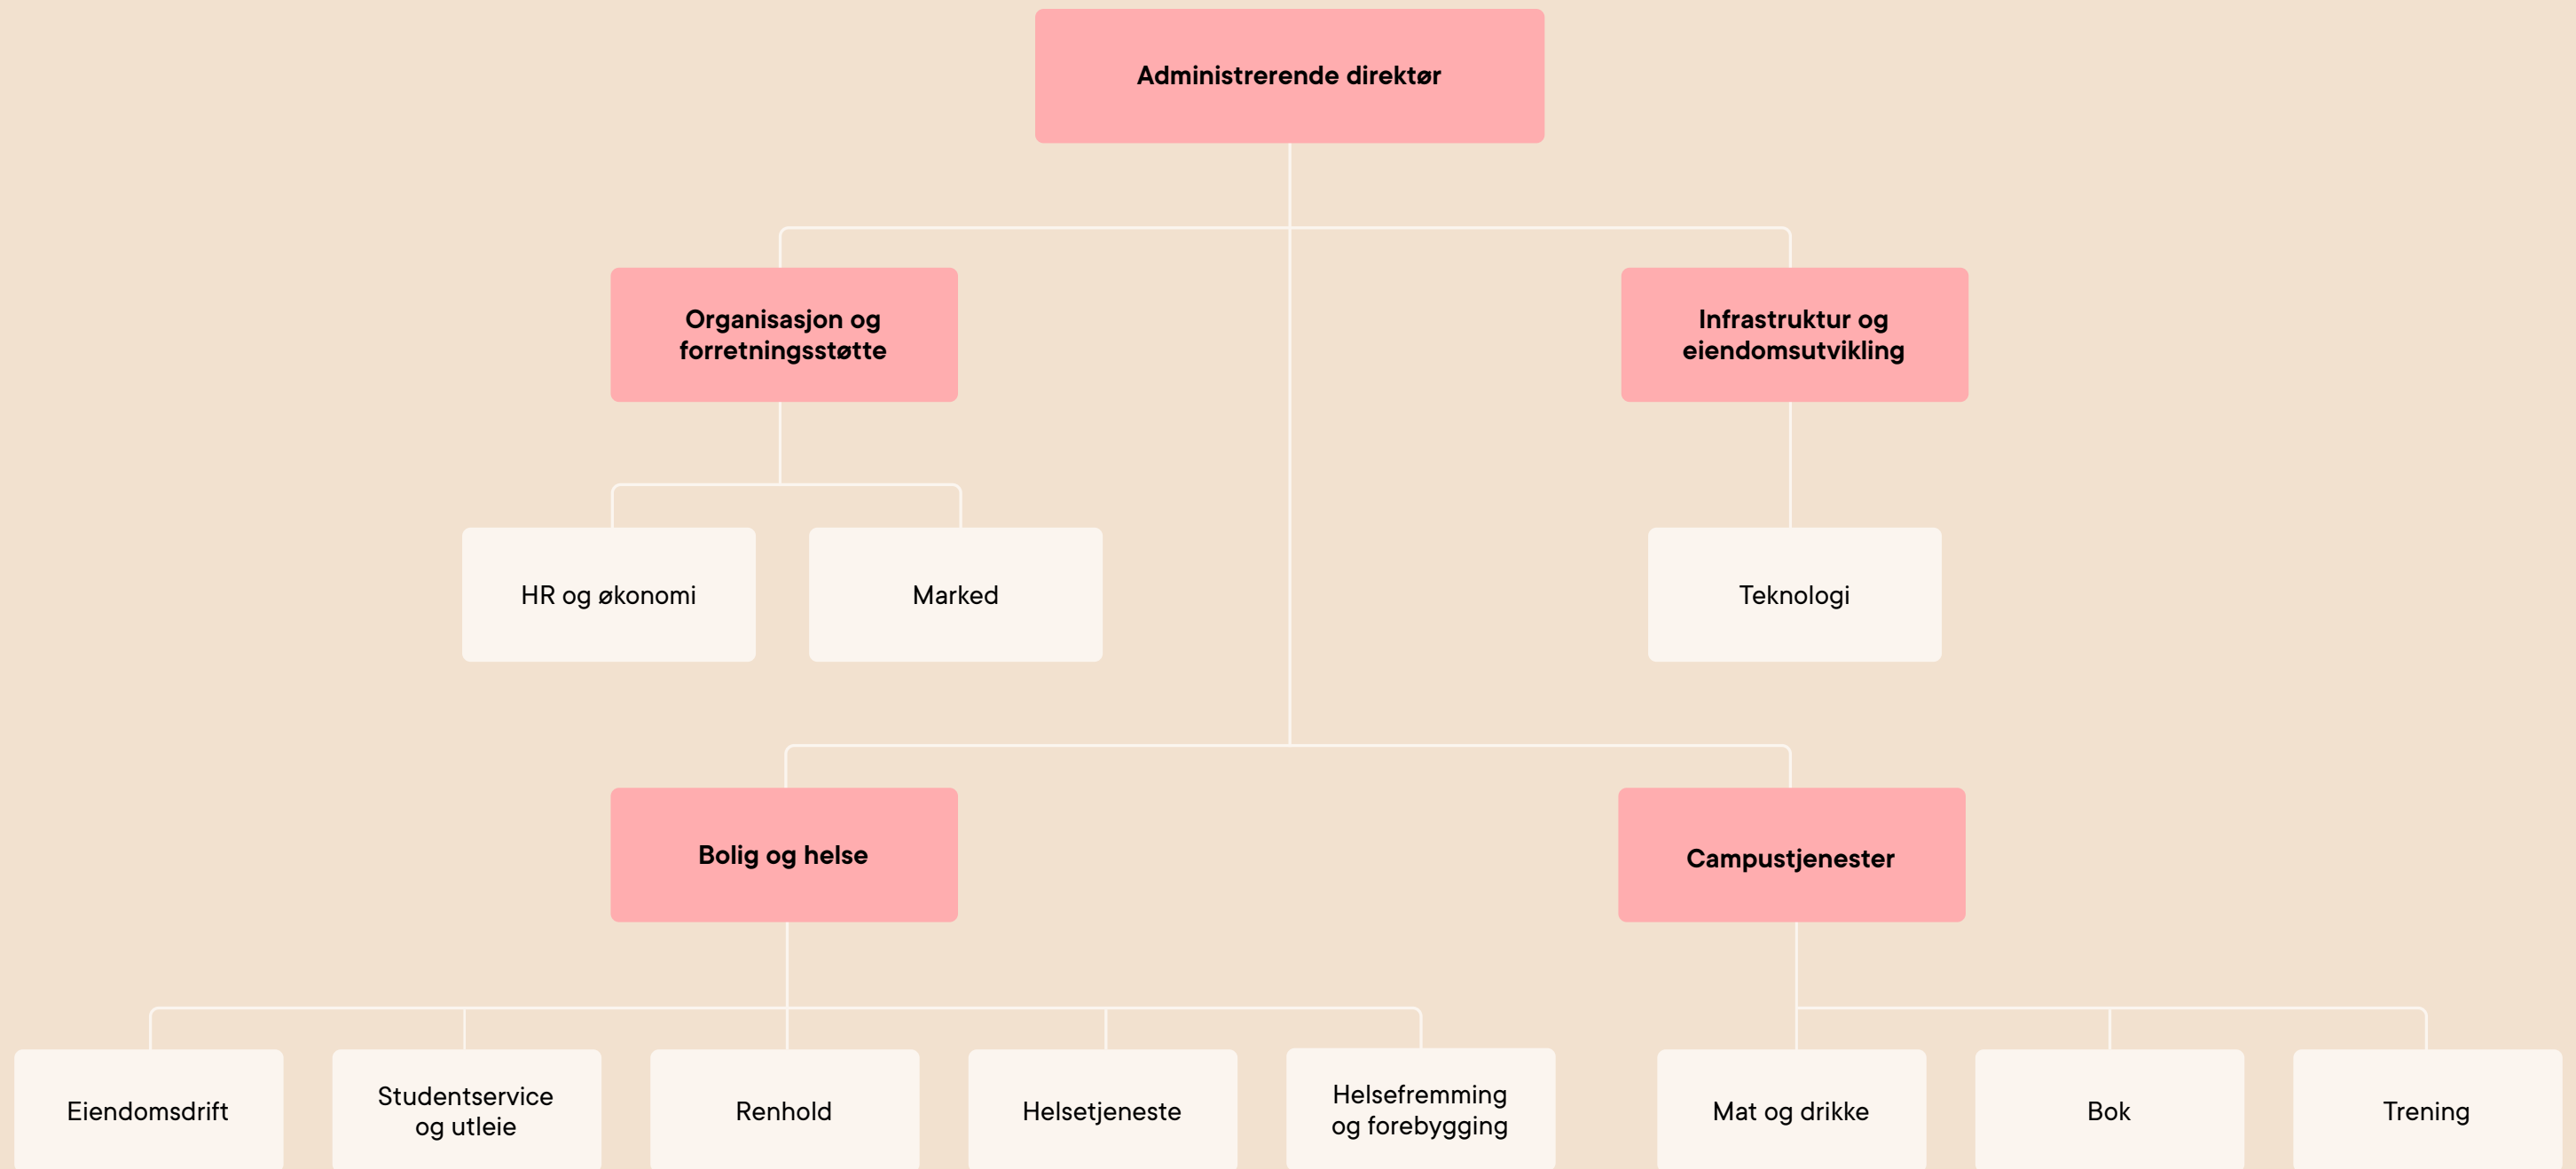 Administrerende direktør
Organisasjon og
forretningsstøtte
Infrastruktur og
eiendomsutvikling
HR og økonomi
Marked
Teknologi
Bolig og helse
Campustjenester
Eiendomsdrift
Studentservice
og utleie
Renhold
Helsetjeneste
Helsefremming
og forebygging
Mat og drikke
Bok
Trening